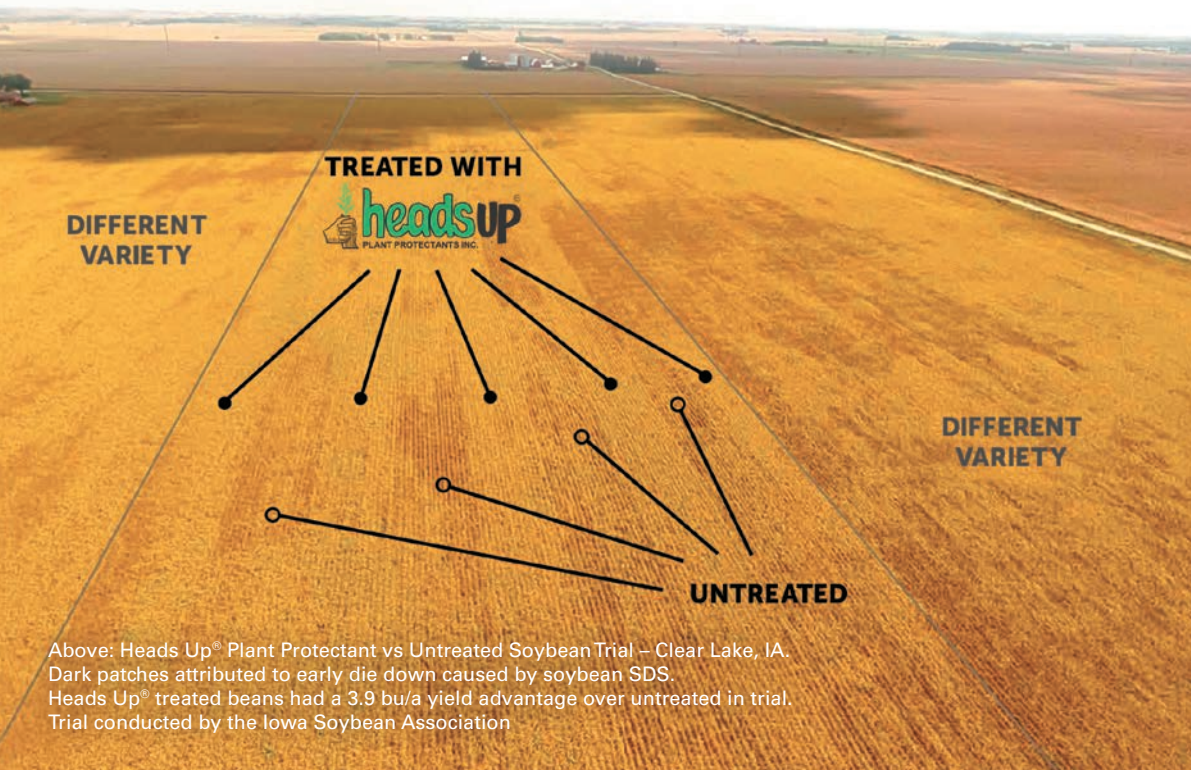 TREATED WITH
headsUP®
PLANT PROTECTANTS INC.
DIFFERENT
VARIETY
DIFFERENT
VARIETY
UNTREATED
Above: Heads Up® Plant Protectant vs Untreated Soybean Trial – Clear Lake, IA.
Dark patches attributed to early die down caused by soybean SDS.
Heads Up® treated beans had a 3.9 bu/a yield advantage over untreated in trial.
Trial conducted by the Iowa Soybean Association